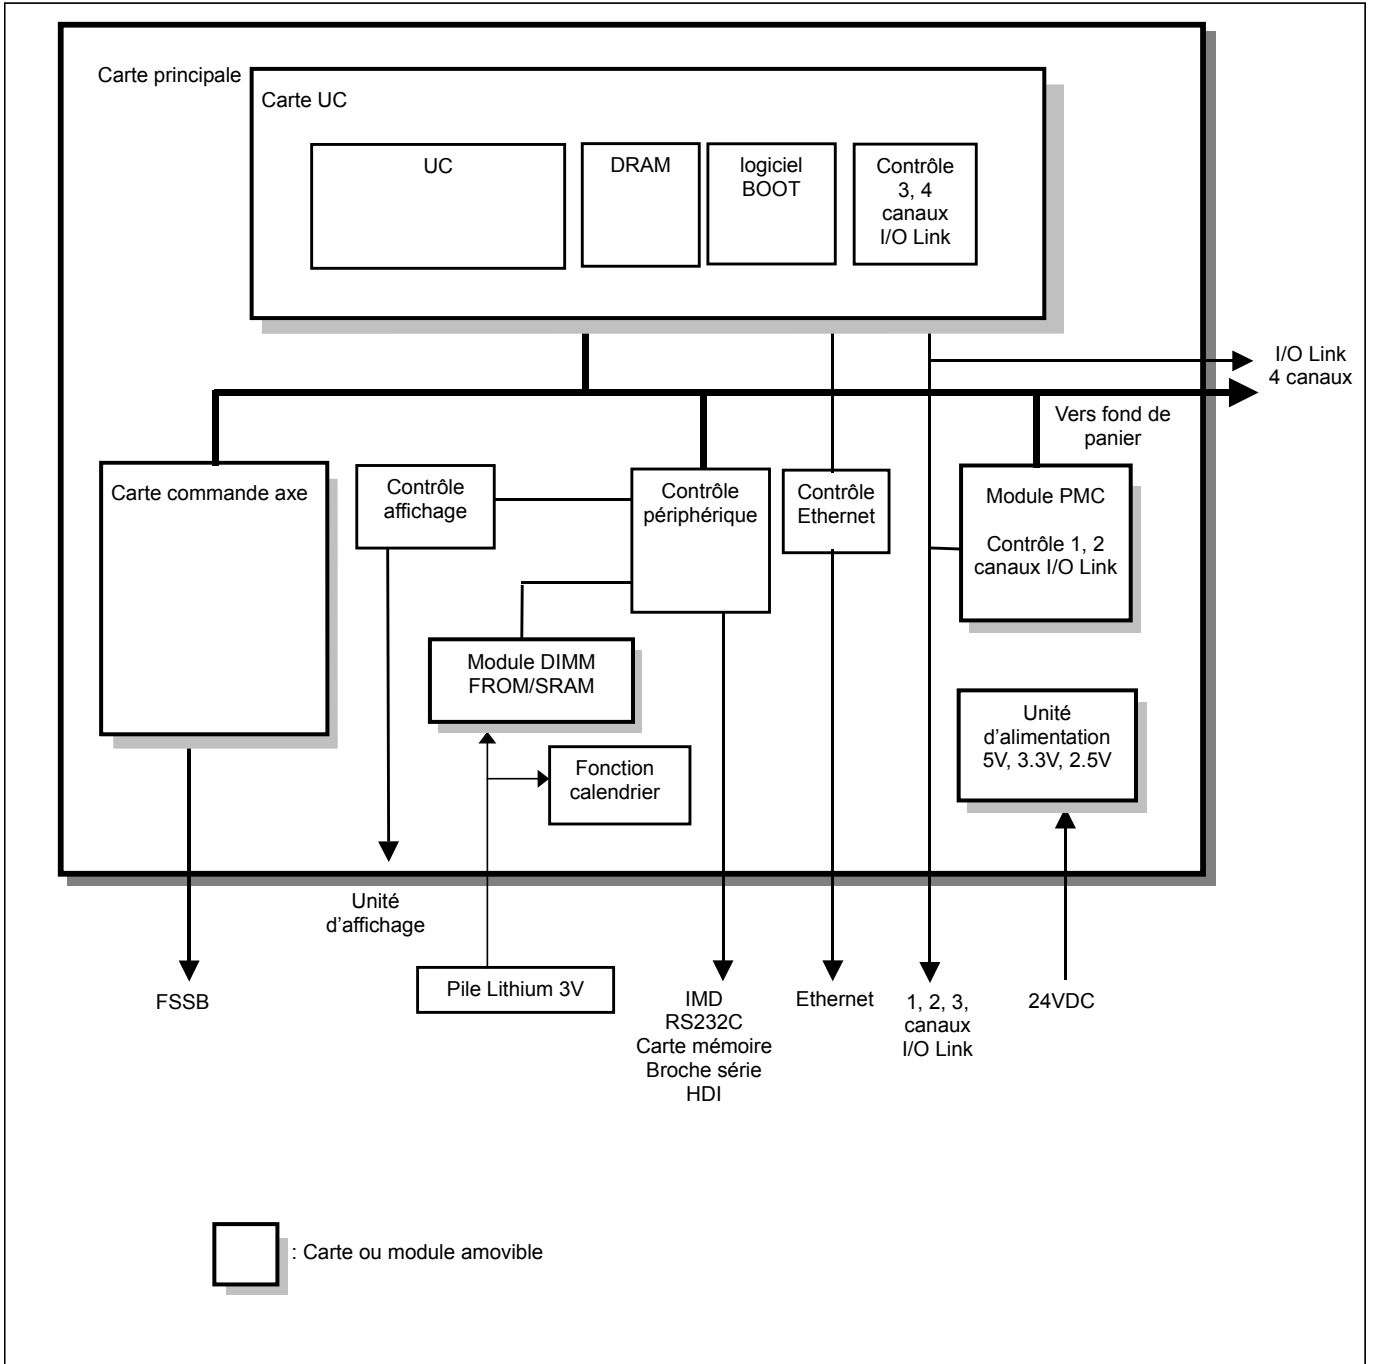 Carte principale
Carte UC
UC
DRAM
logiciel
BOOT
Contrôle
3, 4
canaux
I/O Link
I/O Link
4 canaux
Vers fond de
panier
Carte commande axe
Contrôle
affichage
Contrôle
périphérique
Contrôle
Ethernet
Module PMC
Contrôle 1, 2
canaux I/O Link
Module DIMM
FROM/SRAM
Fonction
calendrier
Unité
d’alimentation
5V, 3.3V, 2.5V
Unité
d’affichage
FSSB
Pile Lithium 3V
IMD
RS232C
Carte mémoire
Broche série
HDI
Ethernet
1, 2, 3,
canaux
I/O Link
24VDC
: Carte ou module amovible